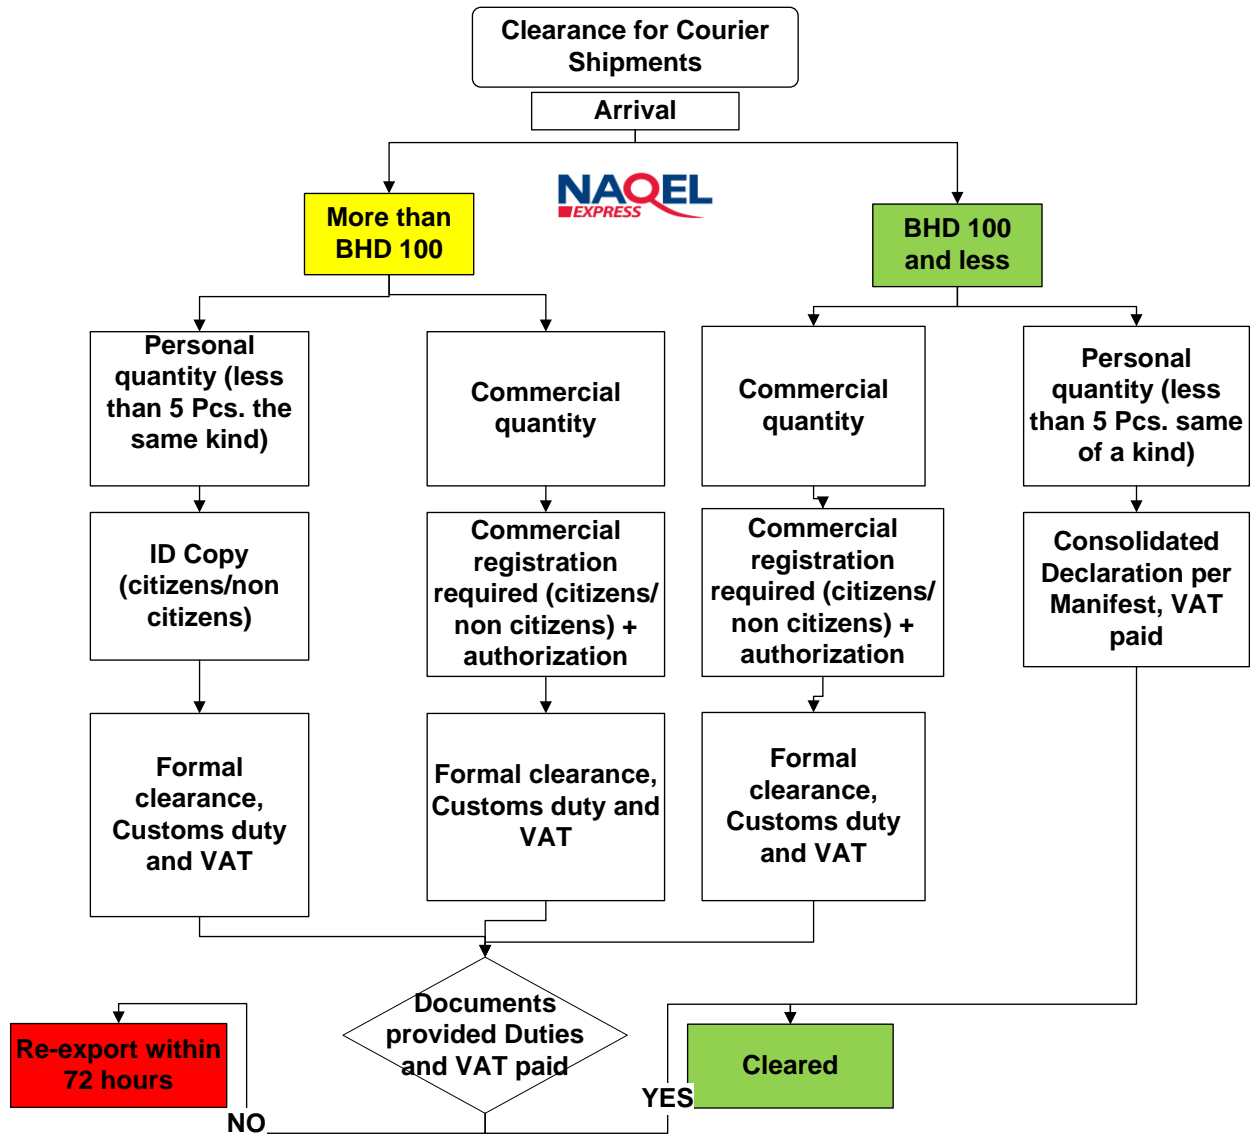 Clearance for Courier
Shipments
Arrival
NAQEL
EXPRESS
More than
BHD 100
BHD 100
and less
Personal
quantity (less
than 5 Pcs. the
same kind)
Commercial
quantity
Commercial
quantity
Personal
quantity (less
than 5 Pcs. same
of a kind)
ID Copy
(citizens/non
citizens)
Commercial
registration
required (citizens/
non citizens) +
authorization
Commercial
registration
required (citizens/
non citizens) +
authorization
Consolidated
Declaration per
Manifest, VAT
paid
Formal
clearance,
Customs duty
and VAT
Formal clearance,
Customs duty and
VAT
Formal
clearance,
Customs duty
and VAT
Documents
provided Duties
and VAT paid
Re-export within
72 hours
Cleared
NO
YES